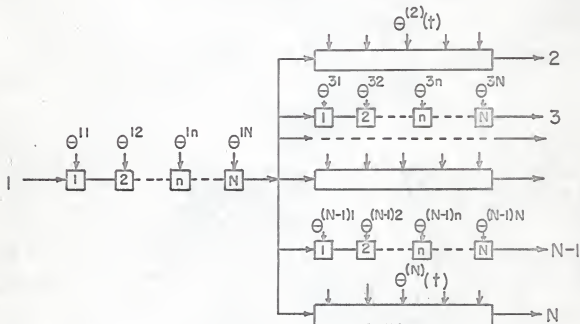 Θ^(2)(t)
2
Θ^31 Θ^32 Θ^3n Θ^3N
1 2 n N 3
Θ^11 Θ^12 Θ^1n Θ^1N
1 1 2 n N
Θ^(N-1)1 Θ^(N-1)2 Θ^(N-1)n Θ^(N-1)N
1 2 n N N-1
Θ^(N)(t)
N